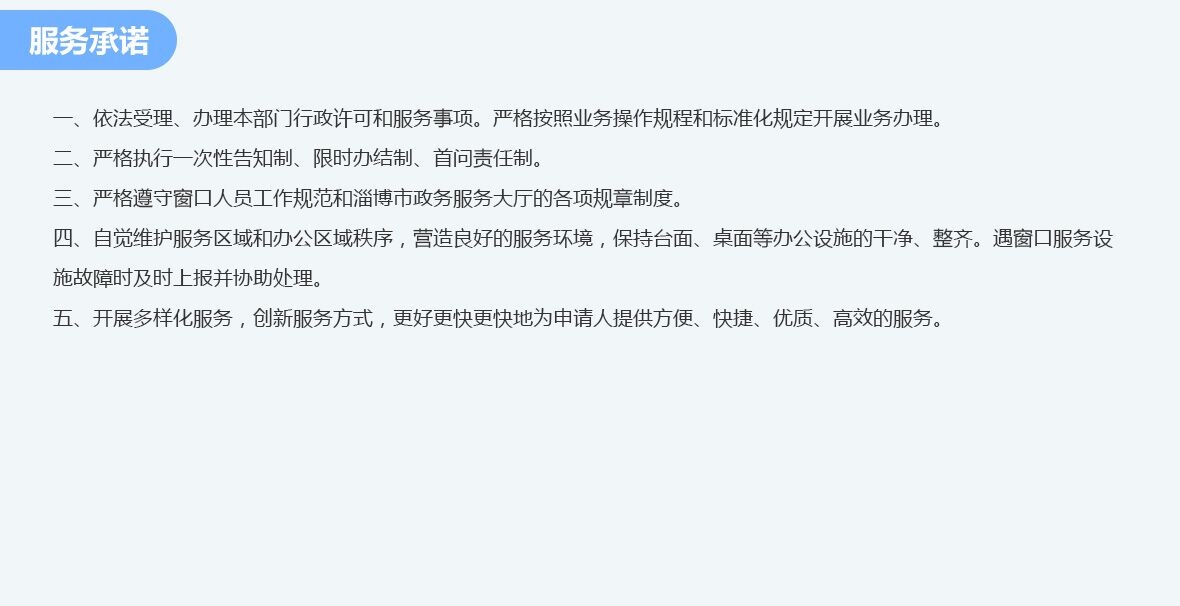 服务承诺
一、依法受理、办理本部门行政许可和服务事项。严格按照业务操作规程和标准化规定开展业务办理。
二、严格执行一次性告知制、限时办结制、首问责任制。
三、严格遵守窗口人员工作规范和淄博市政务服务大厅的各项规章制度。
四、自觉维护服务区域和办公区域秩序，营造良好的服务环境，保持台面、桌面等办公设施的干净、整齐。遇窗口服务设
施故障时及时上报并协助处理。
五、开展多样化服务，创新服务方式，更好更快更快地为申请人提供方便、快捷、优质、高效的服务。